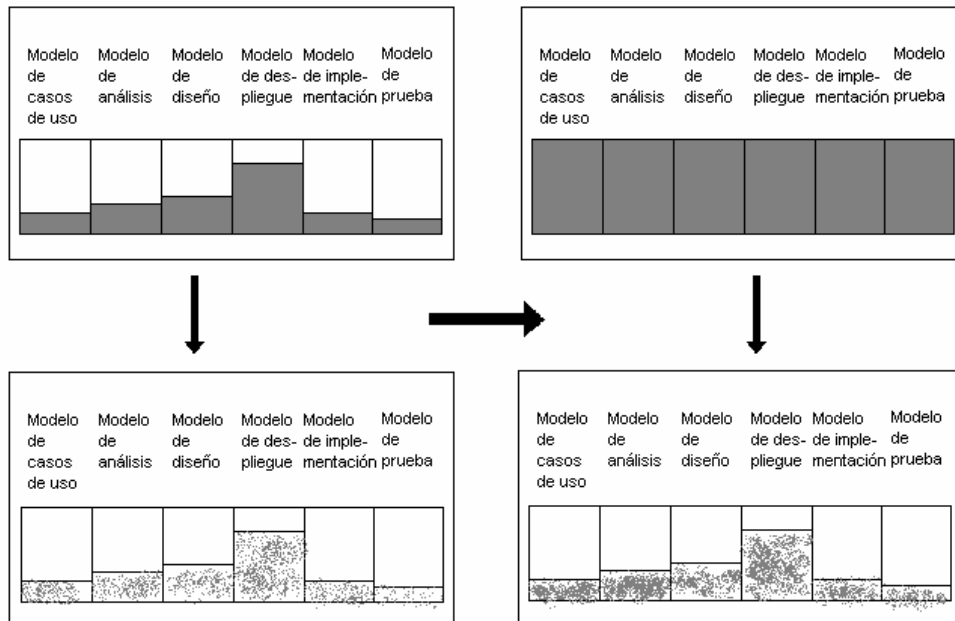 Modelo
de
casos
de uso
Modelo
de
análisis
Modelo
de
diseño
Modelo
de des-
pliegue
Modelo
de imple-
mentación
Modelo
de
prueba
Modelo
de
casos
de uso
Modelo
de
análisis
Modelo
de
diseño
Modelo
de des-
pliegue
Modelo
de imple-
mentación
Modelo
de
prueba
Modelo
de
casos
de uso
Modelo
de
análisis
Modelo
de
diseño
Modelo
de des-
pliegue
Modelo
de imple-
mentación
Modelo
de
prueba
Modelo
de
casos
de uso
Modelo
de
análisis
Modelo
de
diseño
Modelo
de des-
pliegue
Modelo
de imple-
mentación
Modelo
de
prueba